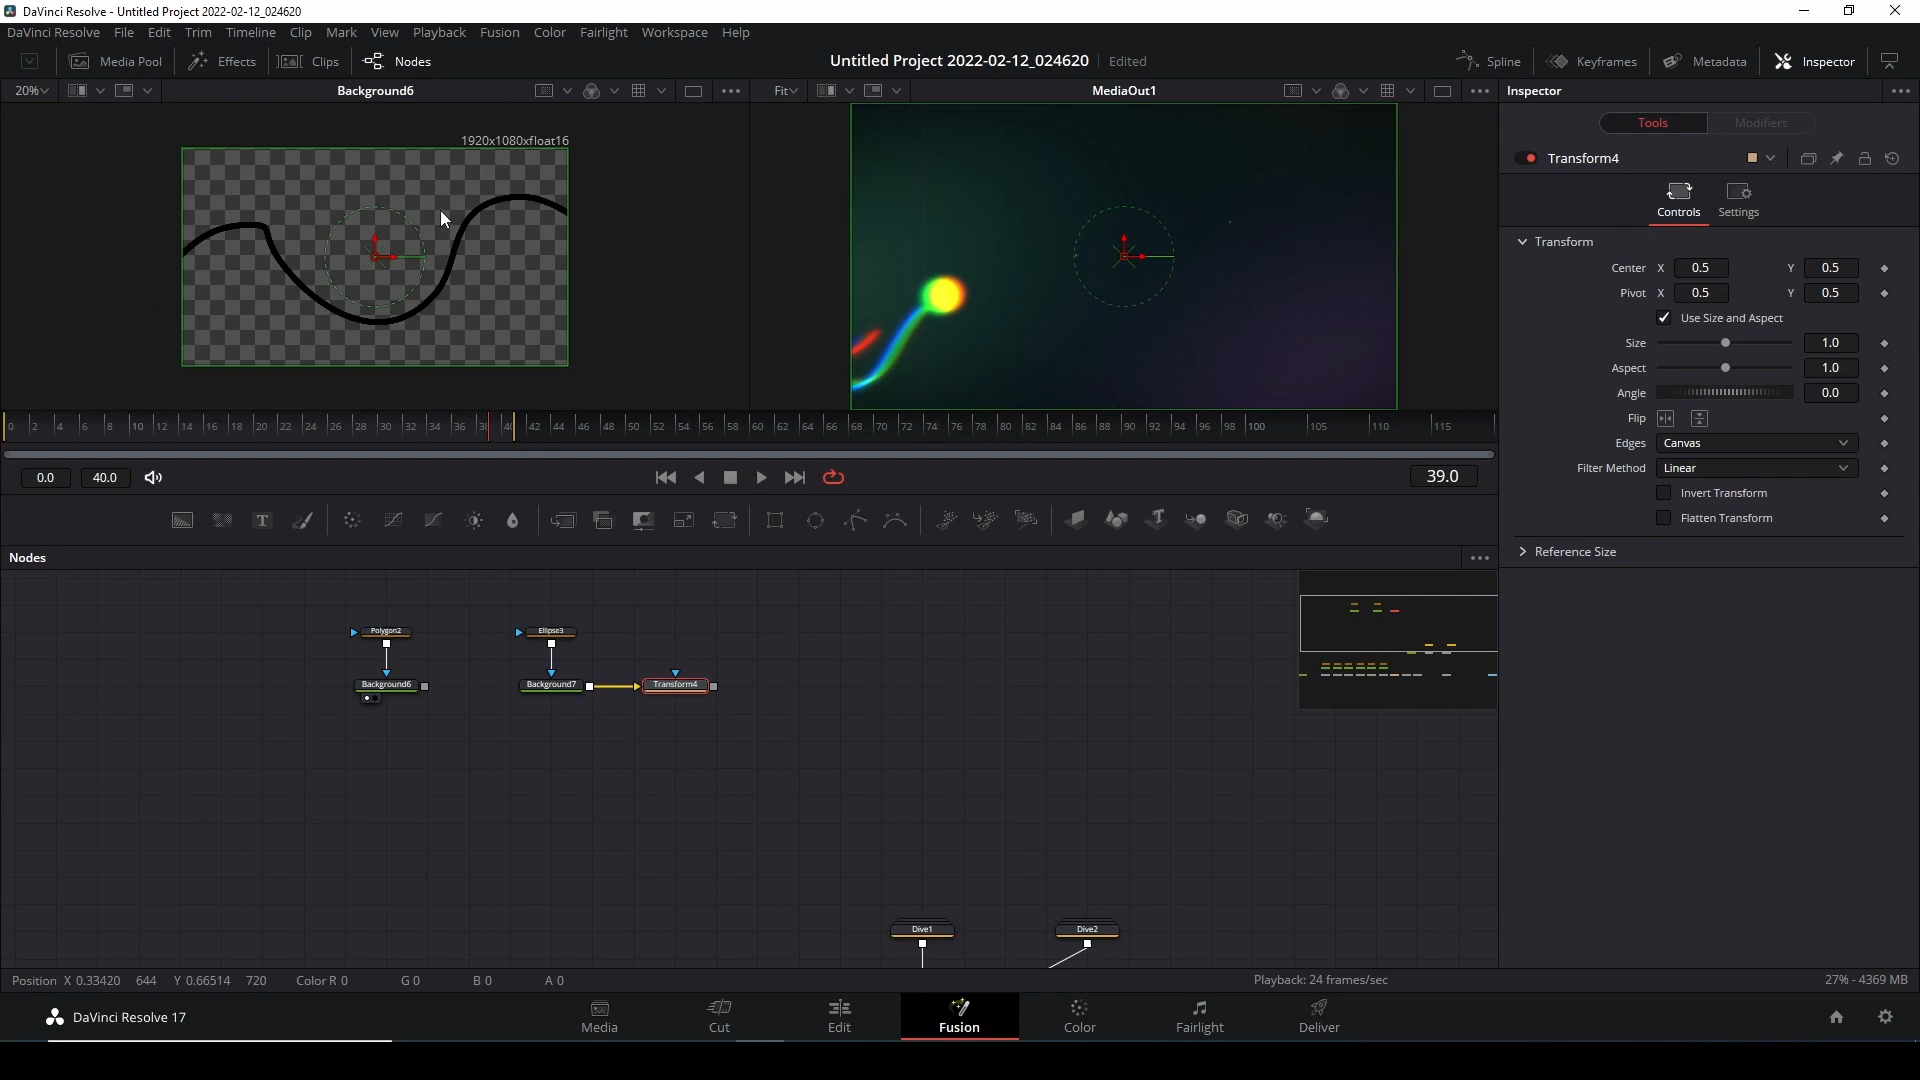 DaVinci Resolve - Untitled Project 2022-02-12_024620
DaVinci Resolve File Edit Trim Timeline Clip Mark View Playback Fusion Color Fairlight Workspace Help
Media Pool Effects Clips Nodes Untitled Project 2022-02-12_024620 Edited Spline Keyframes Metadata Inspector
20% Background6 Fit MediaOut1 Inspector
1920x1080xfloat16
Tools Modifiers
Transform4
Controls Settings
Transform
Center X 0.5 Y 0.5
Pivot X 0.5 Y 0.5
Use Size and Aspect
Size 1.0
Aspect 1.0
Angle 0.0
Flip
Edges Canvas
Filter Method Linear
Invert Transform
Flatten Transform
Reference Size
0 2 4 6 8 10 12 14 16 18 20 22 24 26 28 30 32 34 36 42 44 46 48 50 52 54 56 58 60 62 64 66 68 70 72 74 76 78 80 82 84 86 88 90 92 94 96 98 100 105 110 115
0.0 40.0 39.0
Nodes
Polygon2 Ellipse3
Background6 Background7 Transform4
Dive1 Dive2
Position X 0.33420 644 Y 0.66514 720 Color R 0 G 0 B 0 A 0 Playback: 24 frames/sec 27% - 4369 MB
DaVinci Resolve 17 Media Cut Edit Fusion Color Fairlight Deliver